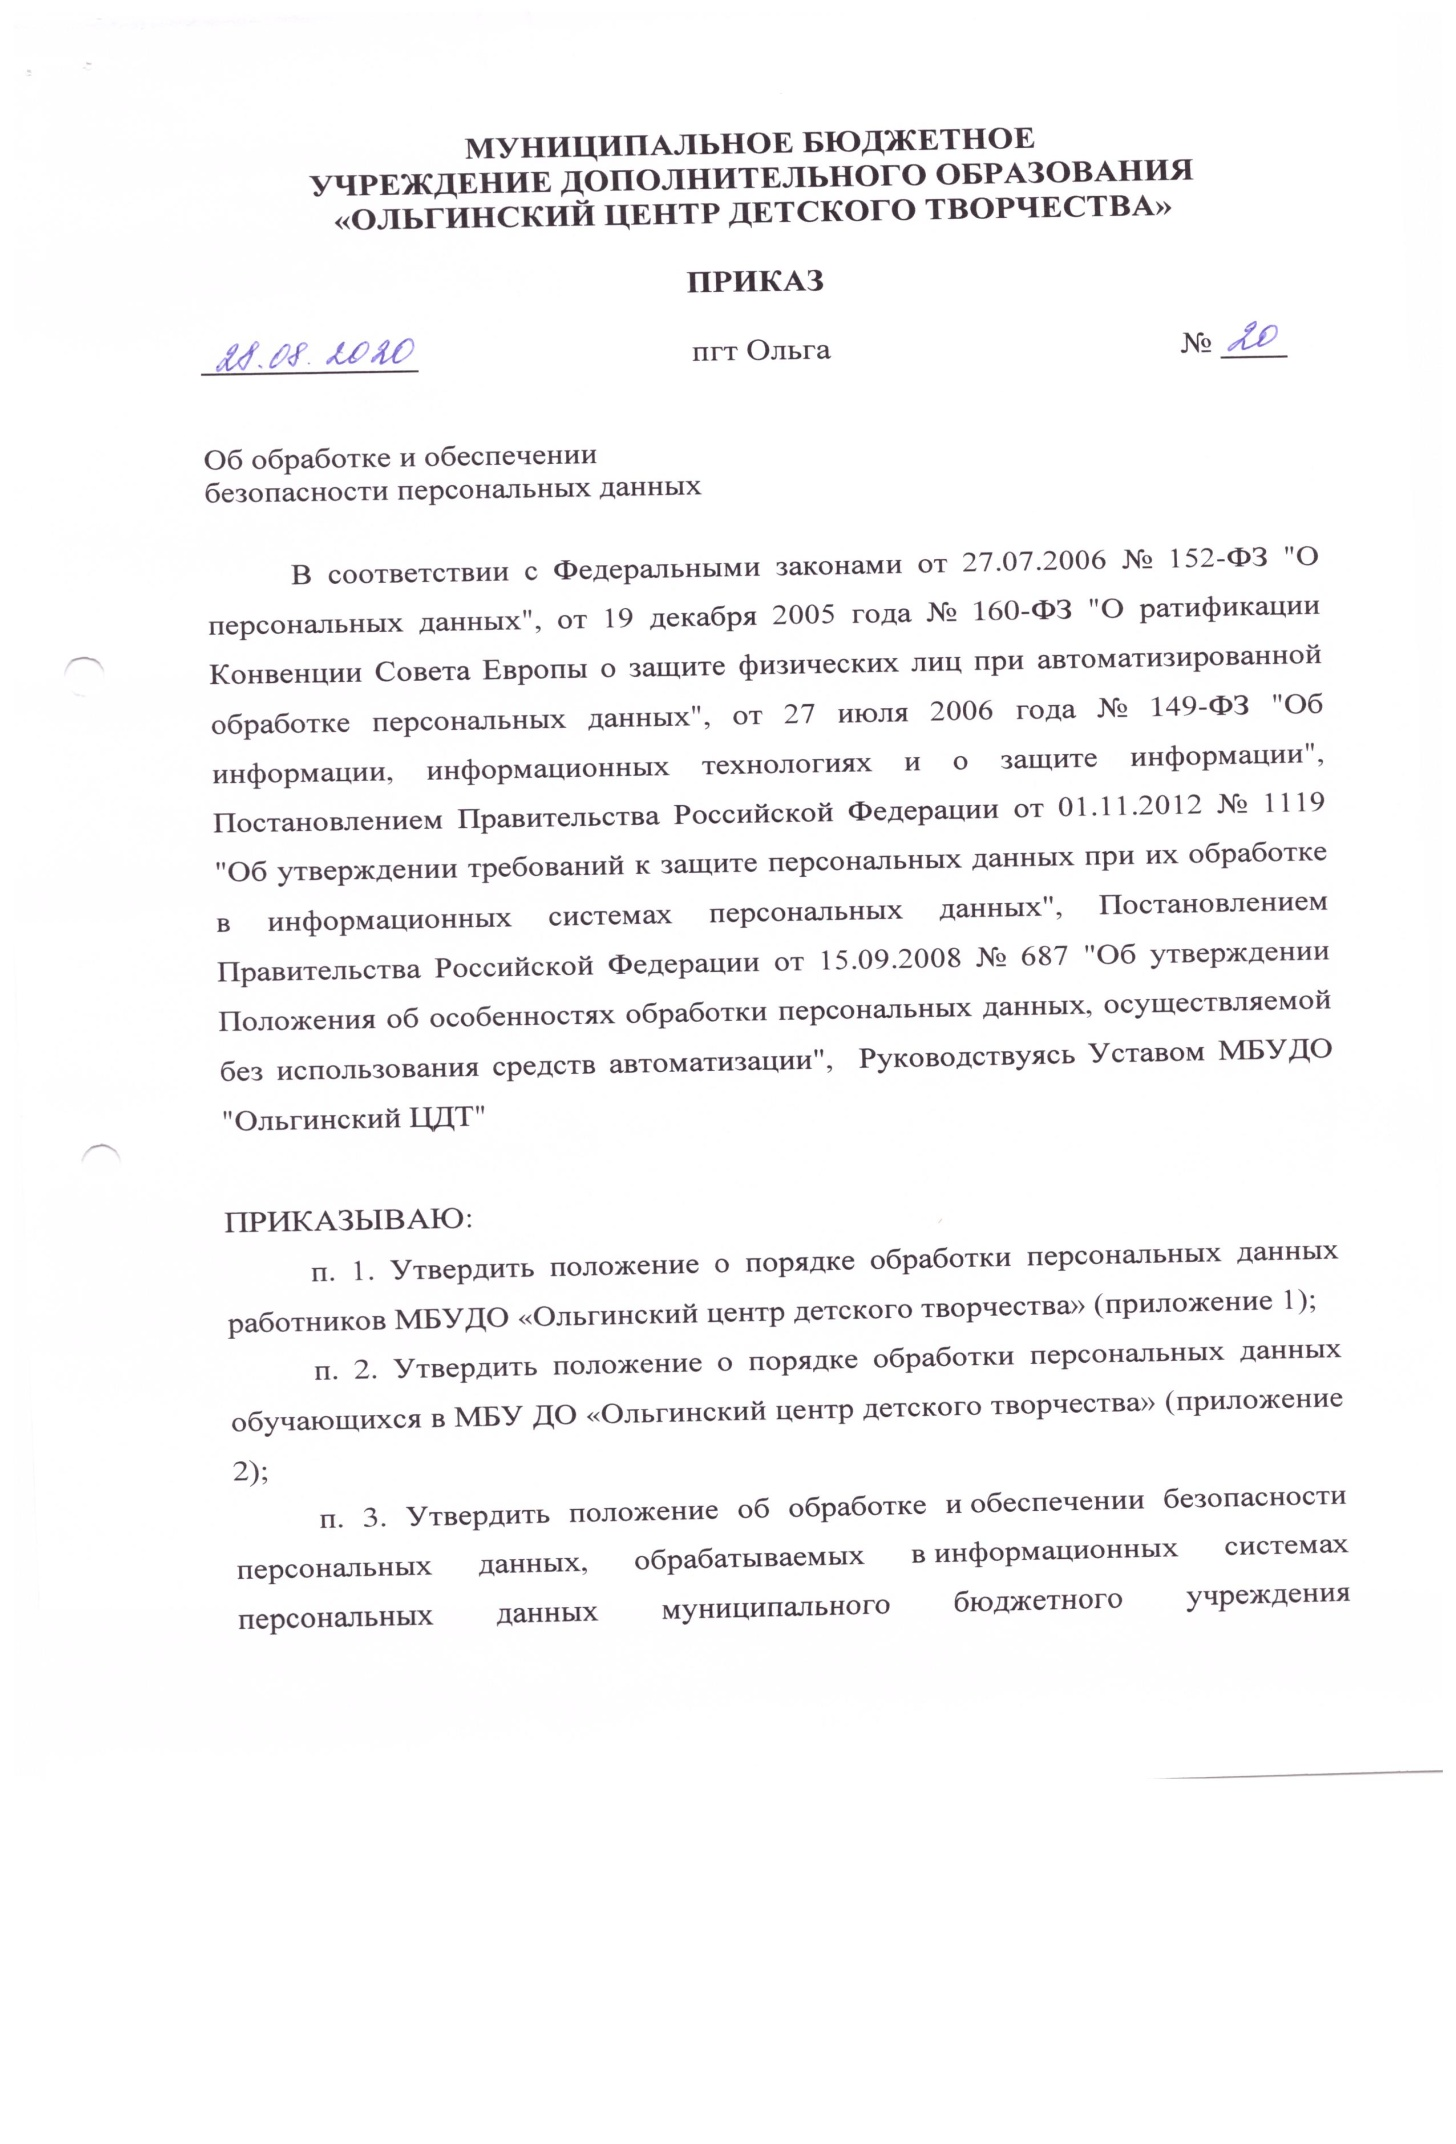 МУНИЦИПАЛЬНОЕ БЮДЖЕТНОЕ
УЧРЕЖДЕНИЕ ДОПОЛНИТЕЛЬНОГО ОБРАЗОВАНИЯ
«ОЛЬГИНСКИЙ ЦЕНТР ДЕТСКОГО ТВОРЧЕСТВА»
ПРИКАЗ
28.08.2020 пгт Ольга № 20
Об обработке и обеспечении
безопасности персональных данных
В соответствии с Федеральными законами от 27.07.2006 № 152-ФЗ "О
персональных данных", от 19 декабря 2005 года № 160-ФЗ "О ратификации
Конвенции Совета Европы о защите физических лиц при автоматизированной
обработке персональных данных", от 27 июля 2006 года № 149-ФЗ "Об
информации, информационных технологиях и о защите информации",
Постановлением Правительства Российской Федерации от 01.11.2012 № 1119
"Об утверждении требований к защите персональных данных при их обработке
в информационных системах персональных данных", Постановлением
Правительства Российской Федерации от 15.09.2008 № 687 "Об утверждении
Положения об особенностях обработки персональных данных, осуществляемой
без использования средств автоматизации", Руководствуясь Уставом МБУДО
"Ольгинский ЦДТ"
ПРИКАЗЫВАЮ:
п. 1. Утвердить положение о порядке обработки персональных данных
работников МБУДО «Ольгинский центр детского творчества» (приложение 1);
п. 2. Утвердить положение о порядке обработки персональных данных
обучающихся в МБУ ДО «Ольгинский центр детского творчества» (приложение
2);
п. 3. Утвердить положение об обработке и обеспечении безопасности
персональных данных, обрабатываемых в информационных системах
персональных данных муниципального бюджетного учреждения